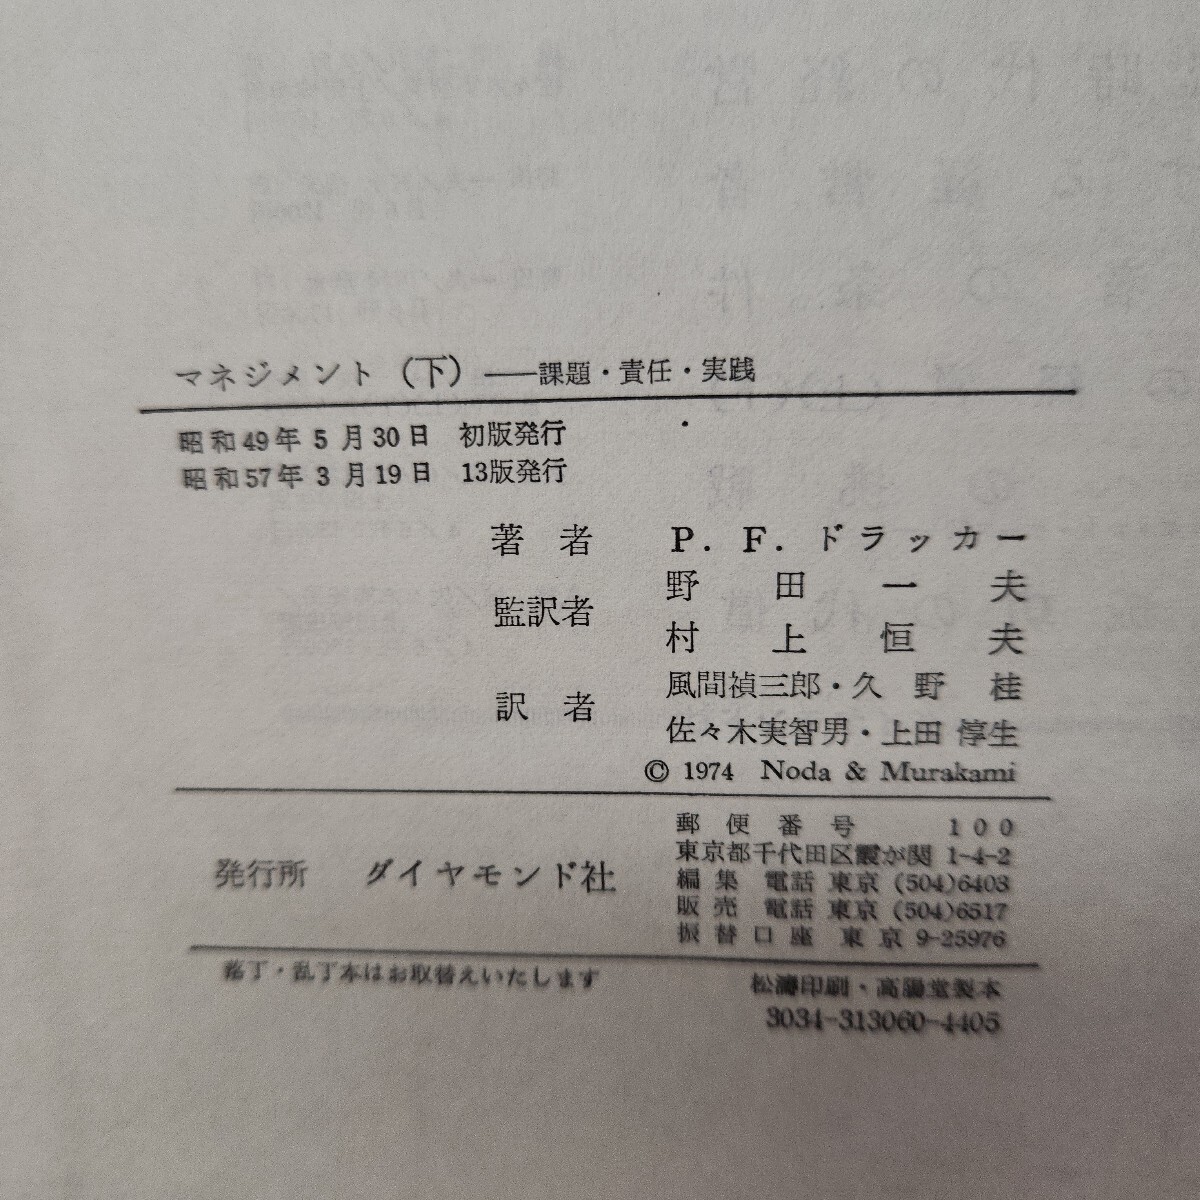 マネジメント（下）――課題・責任・実践
昭和49年5月30日　初版発行
昭和57年3月19日　13版発行
著　者　P．F．ドラッカー
監訳者　野田一夫
村上恒夫
訳　者　風間禎三郎・久野　桂
佐々木実智男・上田惇生
© 1974 Noda & Murakami
発行所　ダイヤモンド社
郵便番号　100
東京都千代田区霞が関 1-4-2
編集　電話 東京 (504)6403
販売　電話 東京 (504)6517
振替口座　東京 9-25976
落丁・乱丁本はお取替えいたします
松濤印刷・高陽堂製本
3034-313060-4405